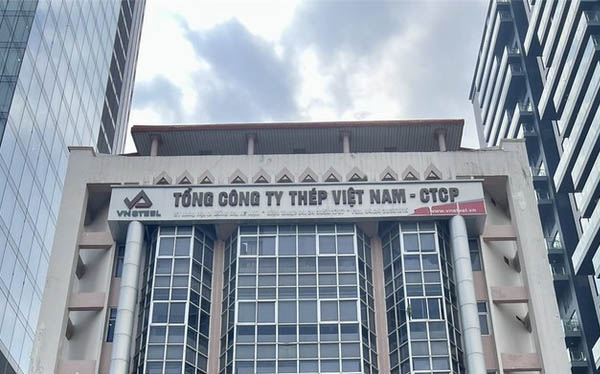 VNSTEEL
TỔNG CÔNG TY THÉP VIỆT NAM - CTCP
www.vnsteel.vn